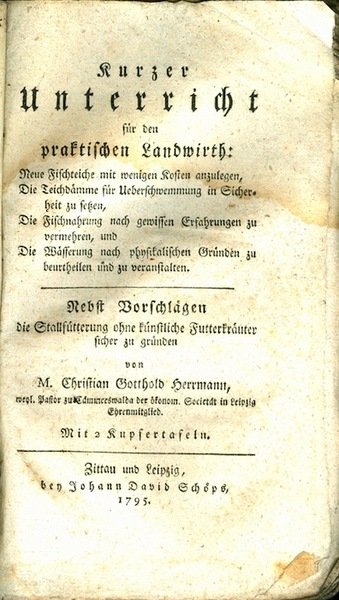 Kurzer
Unterricht
für den
praktischen Landwirth:
Neue Fischteiche mit wenigen Kosten anzulegen,
Die Teichdämme für Ueberschwemmung in Sicher-
heit zu setzen,
Die Fischnahrung nach gewissen Erfahrungen zu
vermehren, und
Die Wässerung nach physikalischen Gründen zu
beurtheilen und zu veranstalten.
Nebst Vorschlägen
die Stallfütterung ohne künstliche Futterkräuter
sicher zu gründen
von
M. Christian Gotthold Herrmann,
weyl. Pastor zu Cämmerswalda der ökonom. Societät in Leipzig
Ehrenmitglied.
Mit 2 Kupfertafeln.
Zittau und Leipzig,
bey Johann David Schöps,
1795.